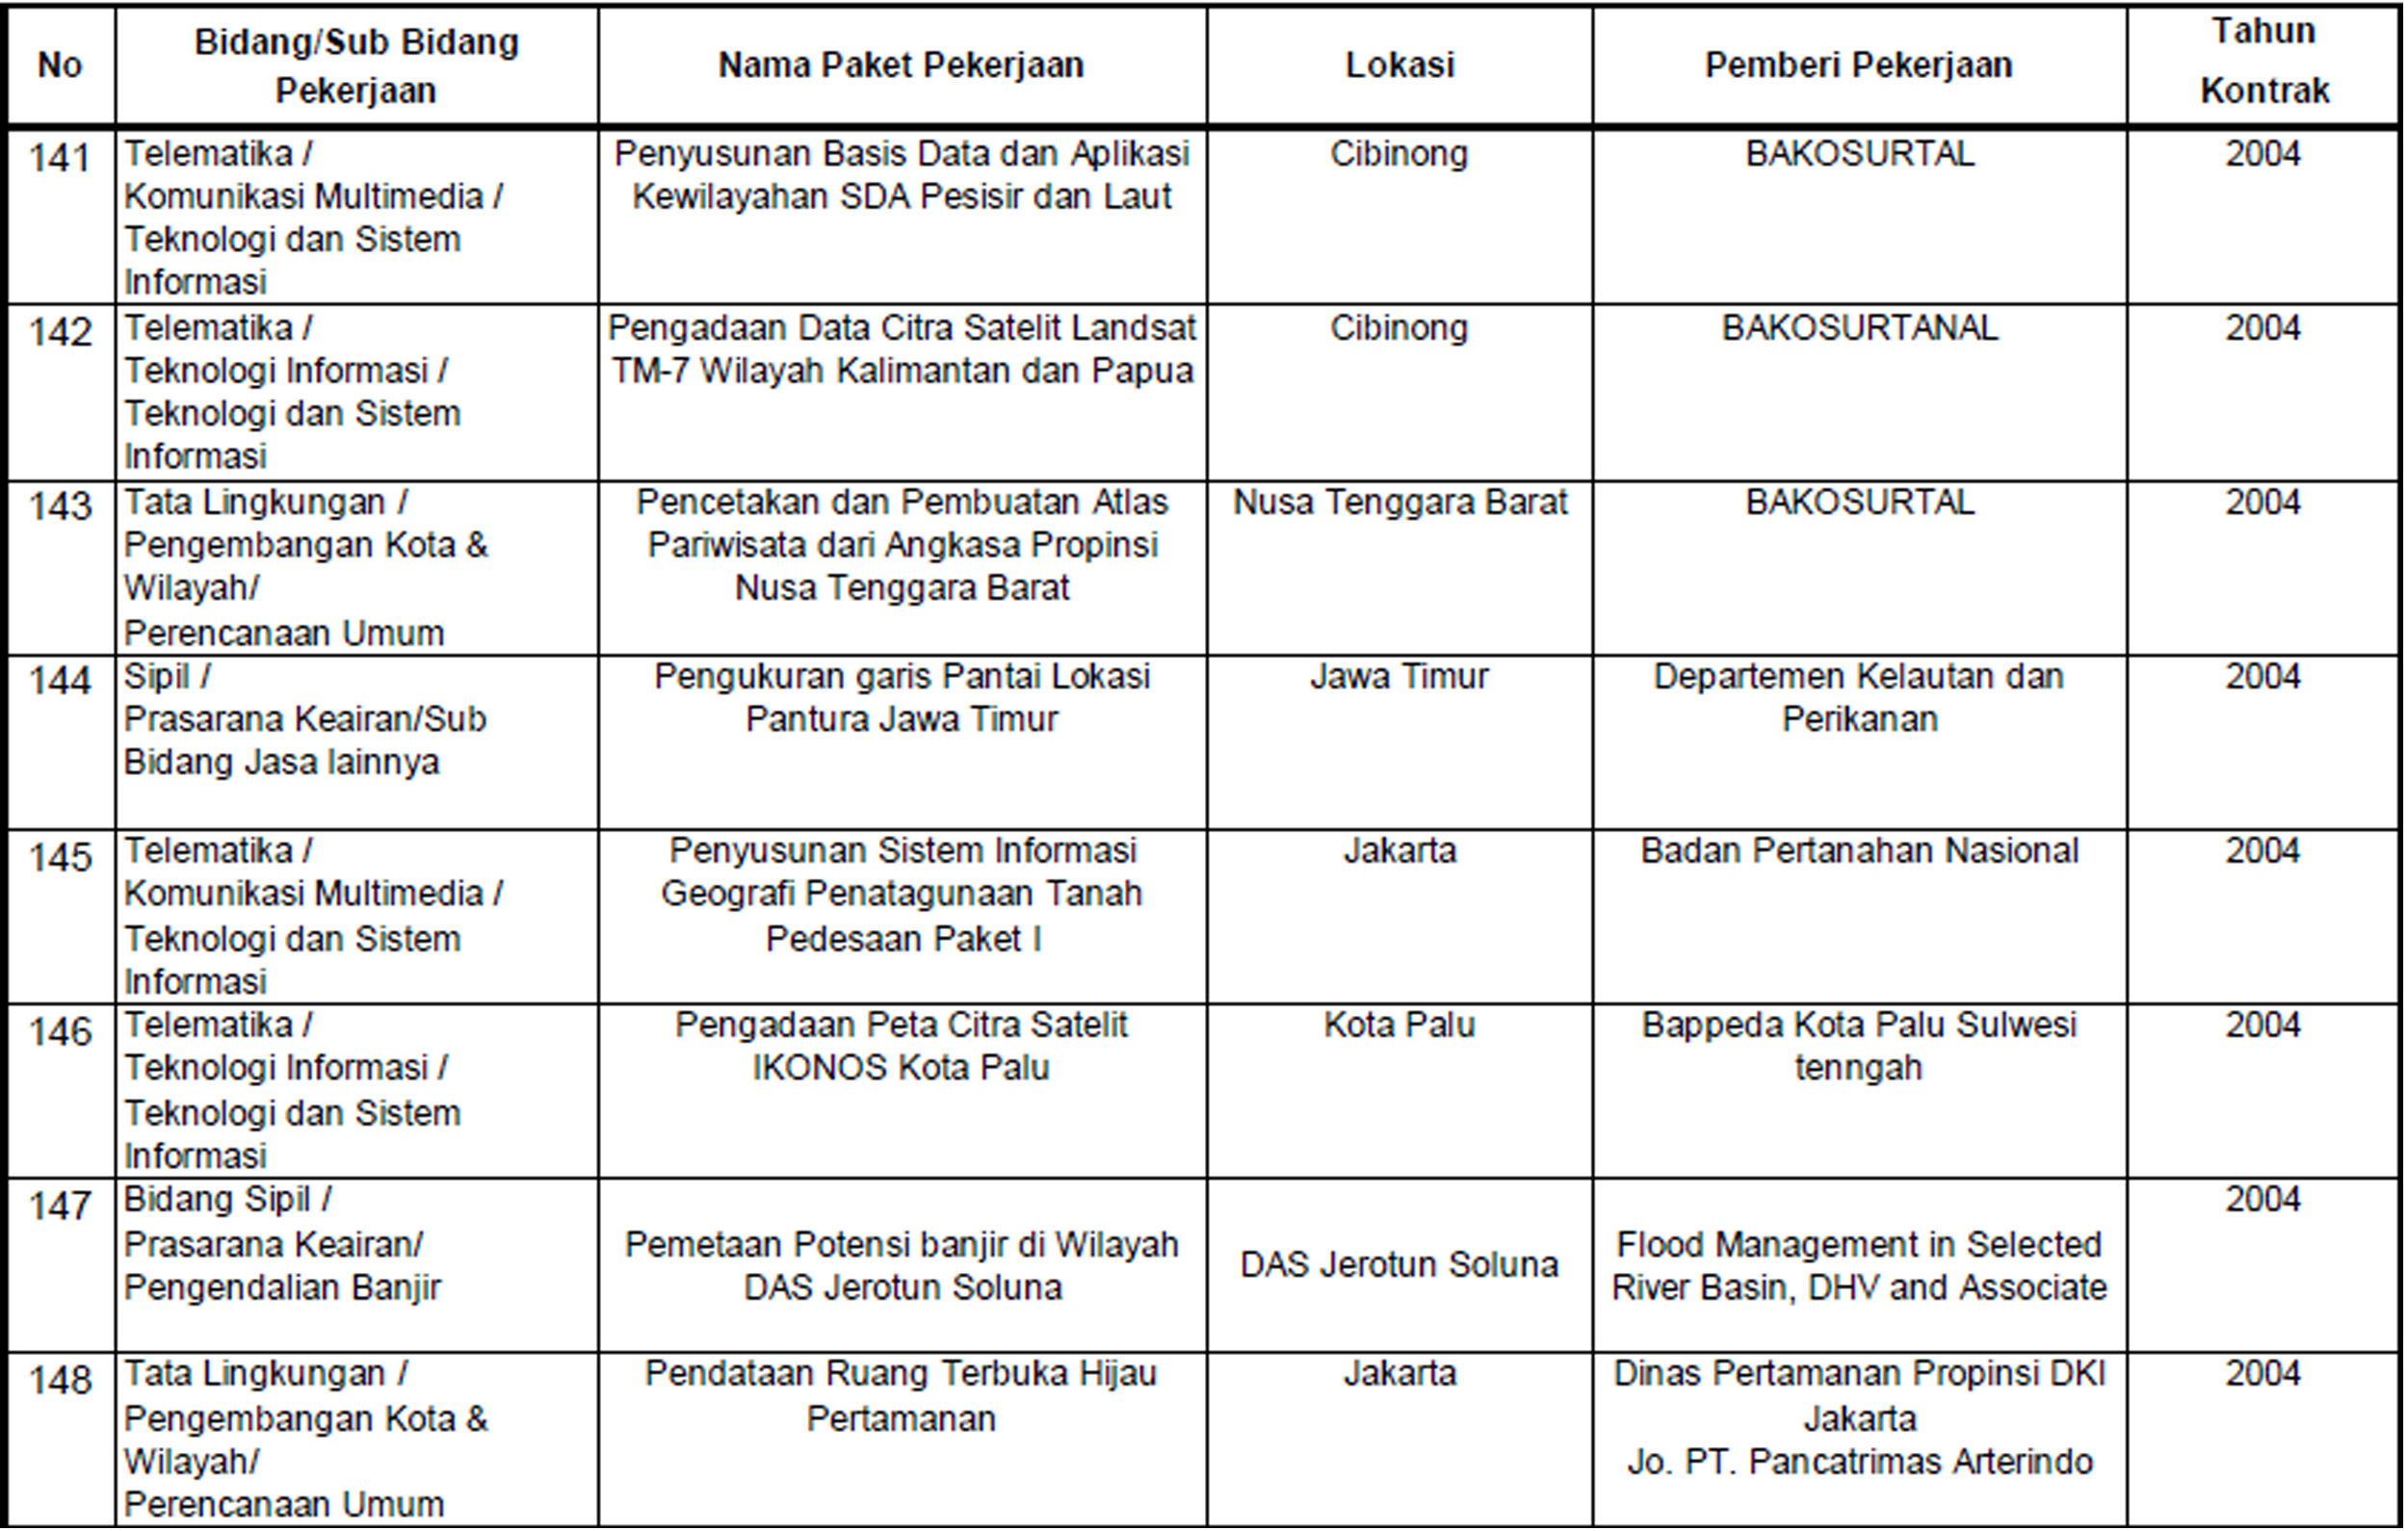 No
Bidang/Sub Bidang
Pekerjaan
Nama Paket Pekerjaan
Lokasi
Pemberi Pekerjaan
Tahun
Kontrak
141
Telematika /
Komunikasi Multimedia /
Teknologi dan Sistem
Informasi
Penyusunan Basis Data dan Aplikasi
Kewilayahan SDA Pesisir dan Laut
Cibinong
BAKOSURTAL
2004
142
Telematika /
Teknologi Informasi /
Teknologi dan Sistem
Informasi
Pengadaan Data Citra Satelit Landsat
TM-7 Wilayah Kalimantan dan Papua
Cibinong
BAKOSURTANAL
2004
143
Tata Lingkungan /
Pengembangan Kota &
Wilayah/
Perencanaan Umum
Pencetakan dan Pembuatan Atlas
Pariwisata dari Angkasa Propinsi
Nusa Tenggara Barat
Nusa Tenggara Barat
BAKOSURTAL
2004
144
Sipil /
Prasarana Keairan/Sub
Bidang Jasa lainnya
Pengukuran garis Pantai Lokasi
Pantura Jawa Timur
Jawa Timur
Departemen Kelautan dan
Perikanan
2004
145
Telematika /
Komunikasi Multimedia /
Teknologi dan Sistem
Informasi
Penyusunan Sistem Informasi
Geografi Penatagunaan Tanah
Pedesaan Paket I
Jakarta
Badan Pertanahan Nasional
2004
146
Telematika /
Teknologi Informasi /
Teknologi dan Sistem
Informasi
Pengadaan Peta Citra Satelit
IKONOS Kota Palu
Kota Palu
Bappeda Kota Palu Sulwesi
tenngah
2004
147
Bidang Sipil /
Prasarana Keairan/
Pengendalian Banjir
Pemetaan Potensi banjir di Wilayah
DAS Jerotun Soluna
DAS Jerotun Soluna
Flood Management in Selected
River Basin, DHV and Associate
2004
148
Tata Lingkungan /
Pengembangan Kota &
Wilayah/
Perencanaan Umum
Pendataan Ruang Terbuka Hijau
Pertamanan
Jakarta
Dinas Pertamanan Propinsi DKI
Jakarta
Jo. PT. Pancatrimas Arterindo
2004